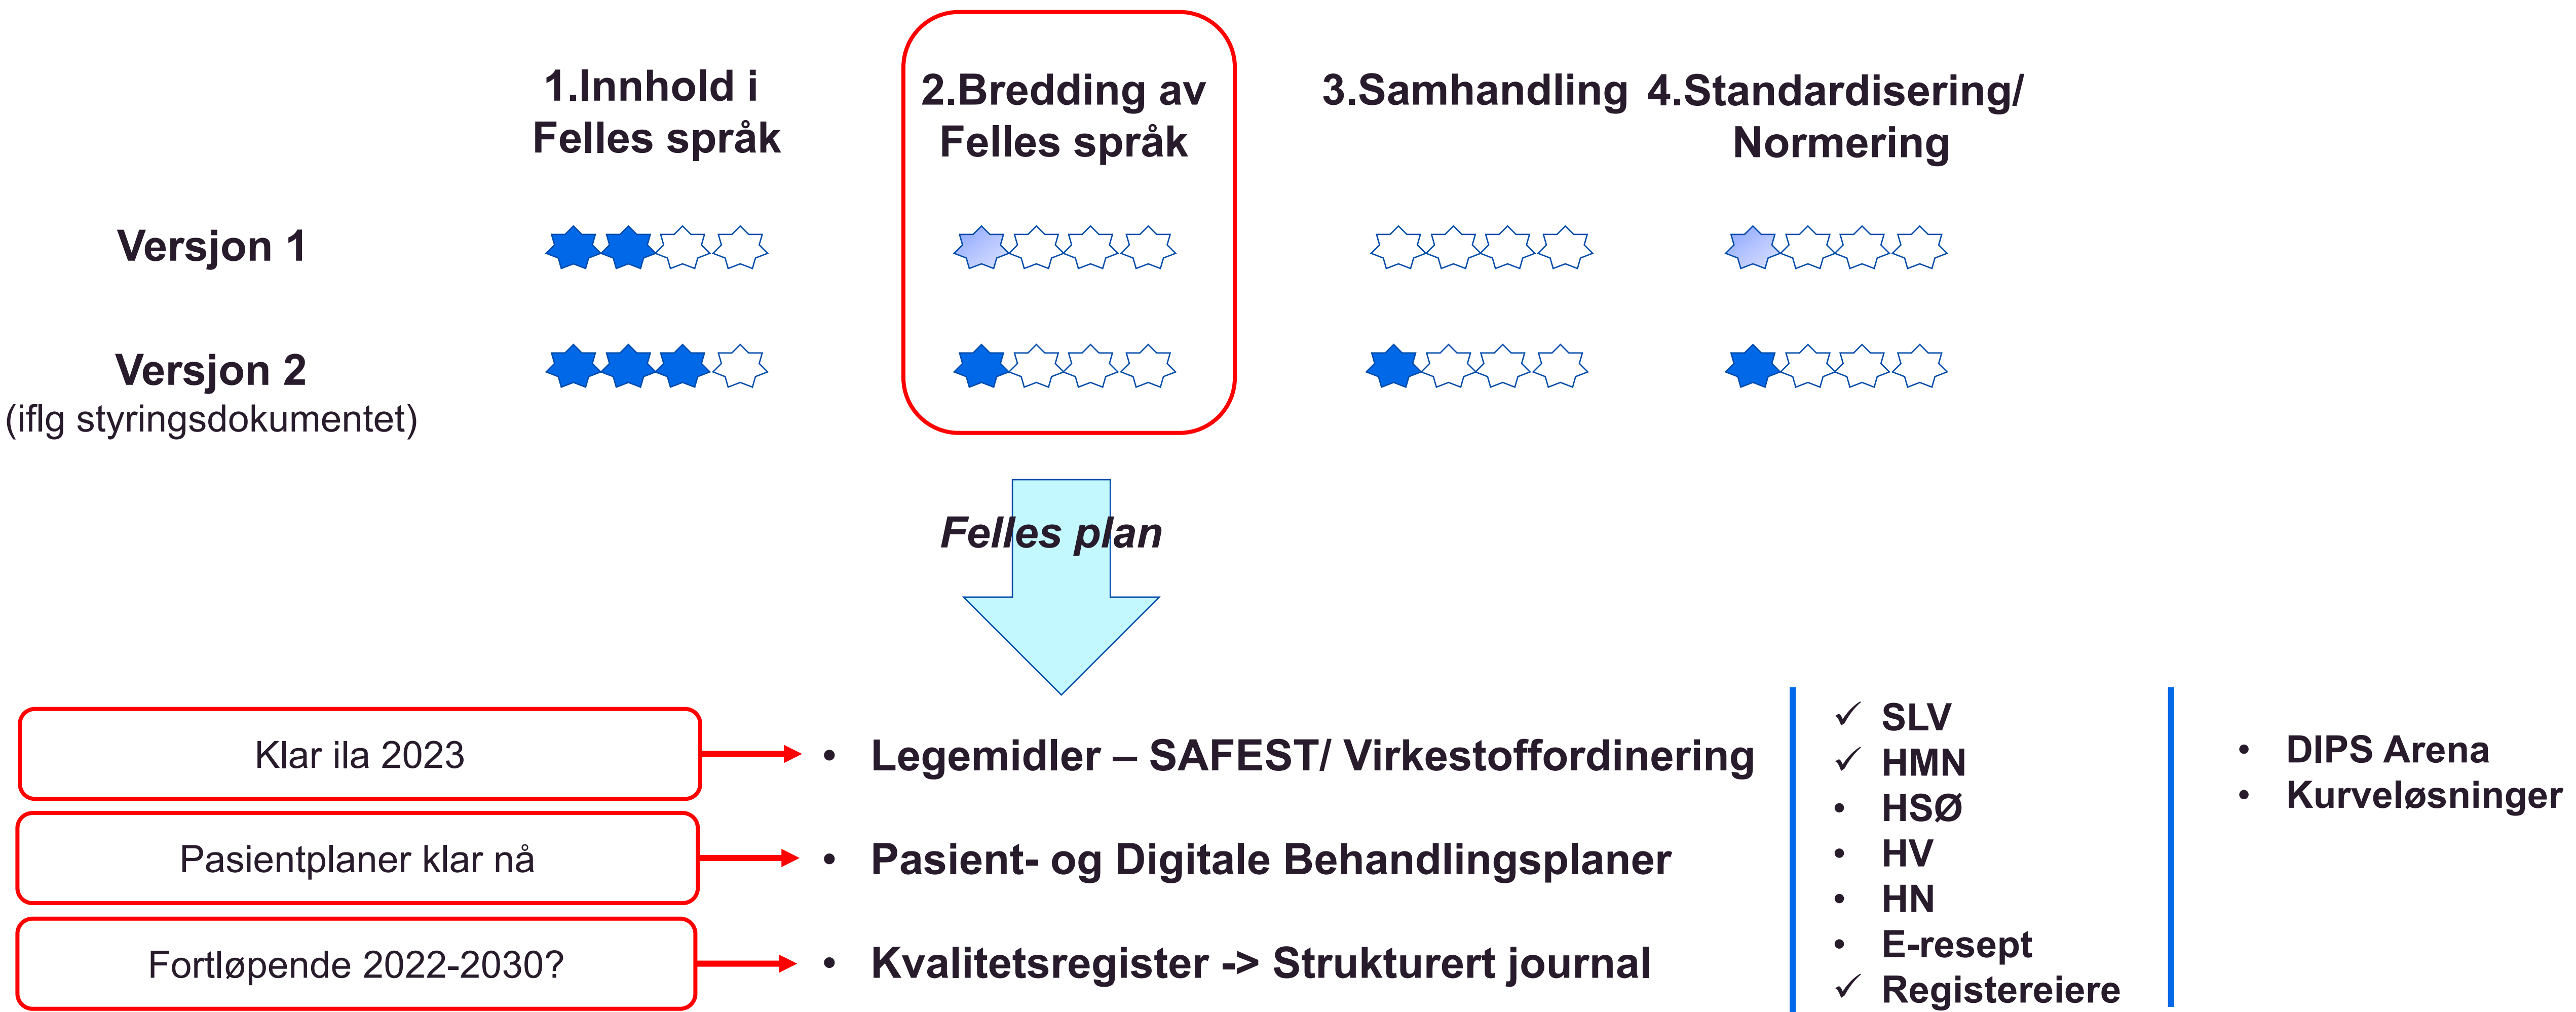 1.Innhold i
Felles språk
2.Bredding av
Felles språk
3.Samhandling
4.Standardisering/
Normering
Versjon 1
Versjon 2
(iflg styringsdokumentet)
Felles plan
Klar ila 2023
• Legemidler – SAFEST/ Virkestoffordinering
Pasientplaner klar nå
• Pasient- og Digitale Behandlingsplaner
Fortløpende 2022-2030?
• Kvalitetsregister -> Strukturert journal
✓ SLV
✓ HMN
• HSØ
• HV
• HN
• E-resept
✓ Registereiere
• DIPS Arena
• Kurveløsninger